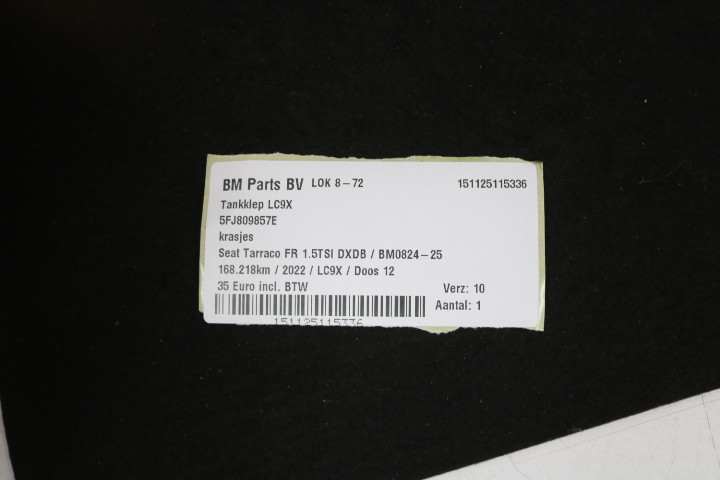 BM Parts BV LOK 8-72 151125115336
Tankklep LC9X
5FJ809857E
krasjes
Seat Tarraco FR 1.5TSI DXDB / BM0824-25
168.218km / 2022 / LC9X / Doos 12
35 Euro incl. BTW Verz: 10
Aantal: 1
151125115336